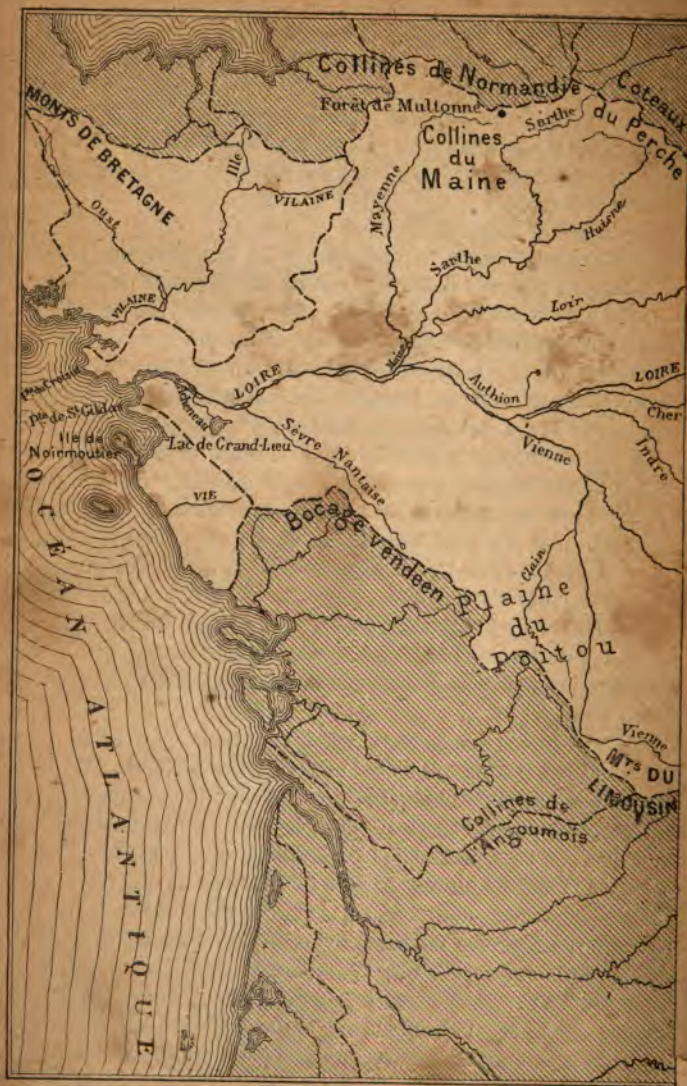 Collines de Normandie
Coteaux
du Perche
Forêt de Multonne
Sarthe
Collines
du
Maine
MONTS DE BRETAGNE
Ille
VILAINE
Mayenne
Oust
Huisne
Sarthe
VILAINE
Loir
Maine
LOIRE
Authion
LOIRE
Cher
Pte de St Gildas
Ile de
Noirmoutier
Lac de Grand-Lieu
Sèvre Nantaise
Vienne
Indre
VIE
Bocage vendéen
Clain
Plaine
du
Poitou
OCÉAN ATLANTIQUE
Vienne
Mts DU
LIMOUSIN
Collines de
l'Angoumois